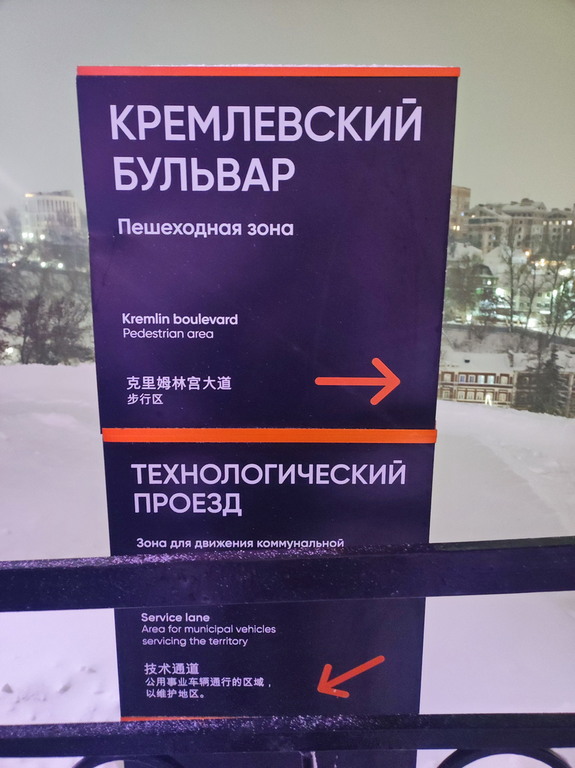 КРЕМЛЕВСКИЙ
БУЛЬВАР
Пешеходная зона
Kremlin boulevard
Pedestrian area
克里姆林宫大道
步行区
ТЕХНОЛОГИЧЕСКИЙ
ПРОЕЗД
Зона для движения коммунальной
Service lane
Area for municipal vehicles
servicing the territory
技术通道
公用事业车辆通行的区域，
以维护地区。